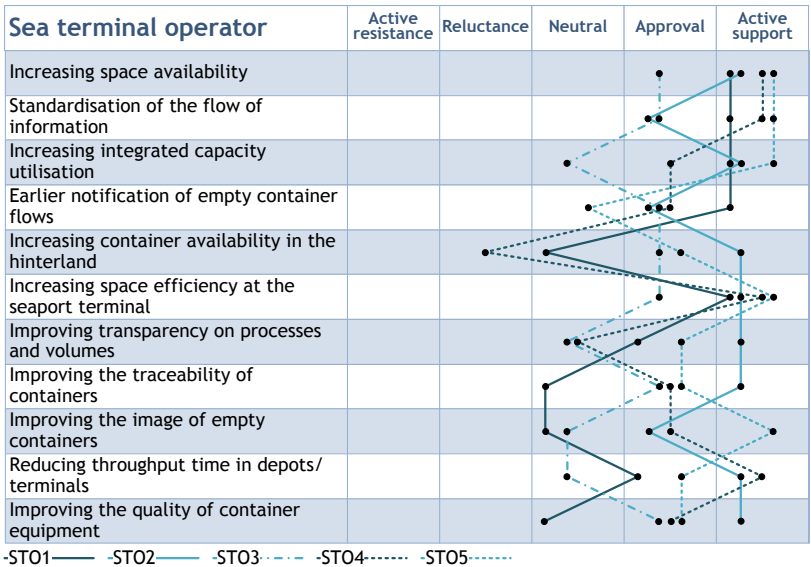 Sea terminal operator
Active
resistance
Reluctance
Neutral
Approval
Active
support
Increasing space availability
Standardisation of the flow of
information
Increasing integrated capacity
utilisation
Earlier notification of empty container
flows
Increasing container availability in the
hinterland
Increasing space efficiency at the
seaport terminal
Improving transparency on processes
and volumes
Improving the traceability of
containers
Improving the image of empty
containers
Reducing throughput time in depots/
terminals
Improving the quality of container
equipment
-STO1 -STO2 -STO3 -STO4 -STO5